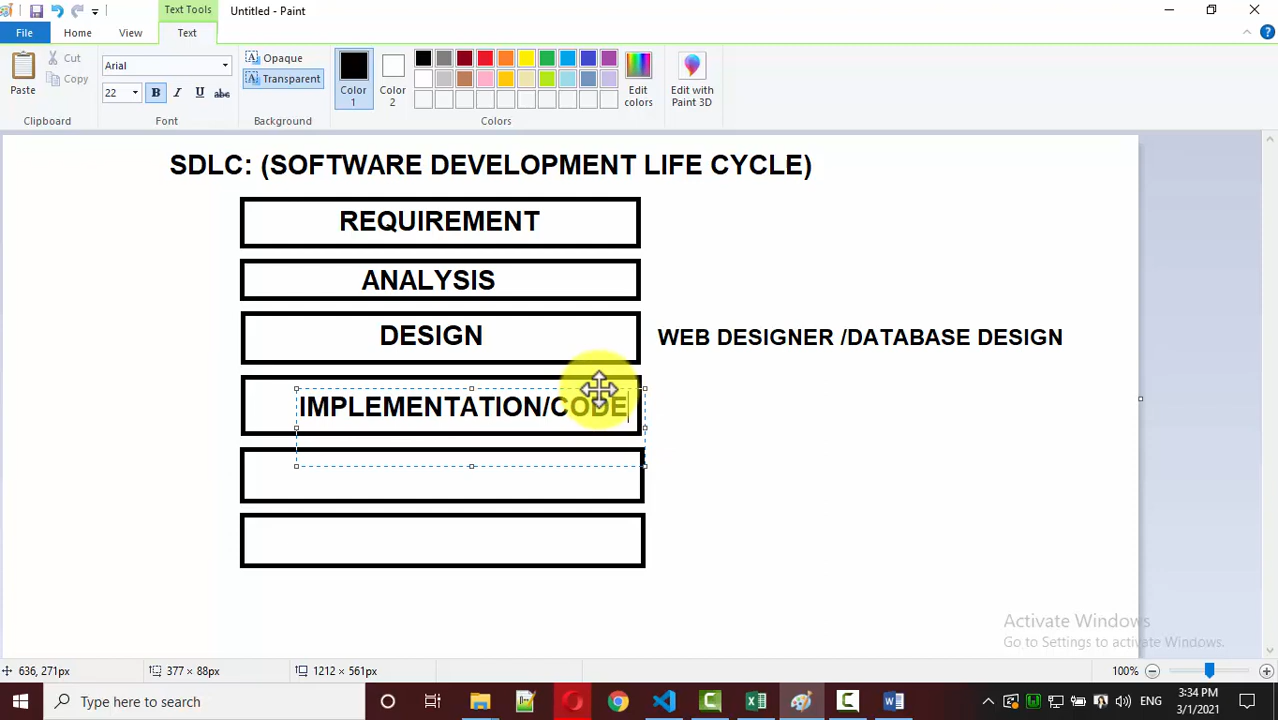 Text Tools
Untitled - Paint
File
Home
View
Text
Paste
Cut
Copy
Clipboard
Arial
22
B I U abc
Font
Opaque
Transparent
Background
Color 1
Color 2
Edit colors
Colors
Edit with Paint 3D
SDLC: (SOFTWARE DEVELOPMENT LIFE CYCLE)
REQUIREMENT
ANALYSIS
DESIGN
WEB DESIGNER /DATABASE DESIGN
IMPLEMENTATION/CODE
Activate Windows
Go to Settings to activate Windows.
636, 271px
377 × 88px
1212 × 561px
100%
Type here to search
ENG
3:34 PM
3/1/2021